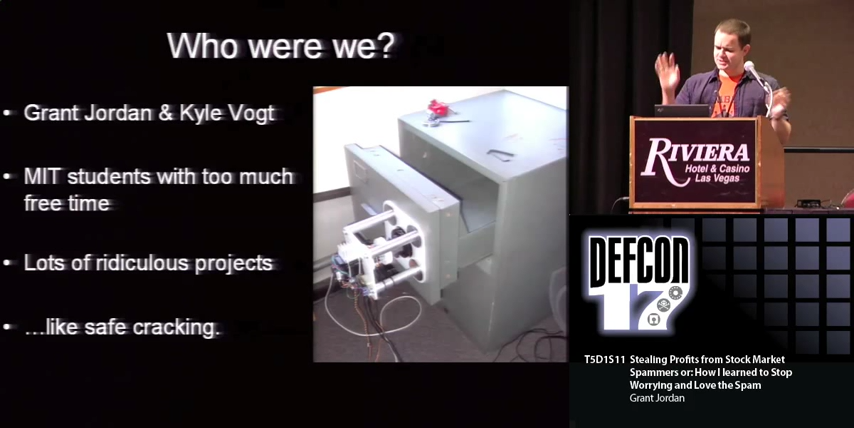 Who were we?
• Grant Jordan & Kyle Vogt
• MIT students with too much
free time
• Lots of ridiculous projects
• ...like safe cracking.
RIVIERA
Hotel & Casino
Las Vegas
DEFCON
17
T5D1S11 Stealing Profits from Stock Market
Spammers or: How I learned to Stop
Worrying and Love the Spam
Grant Jordan